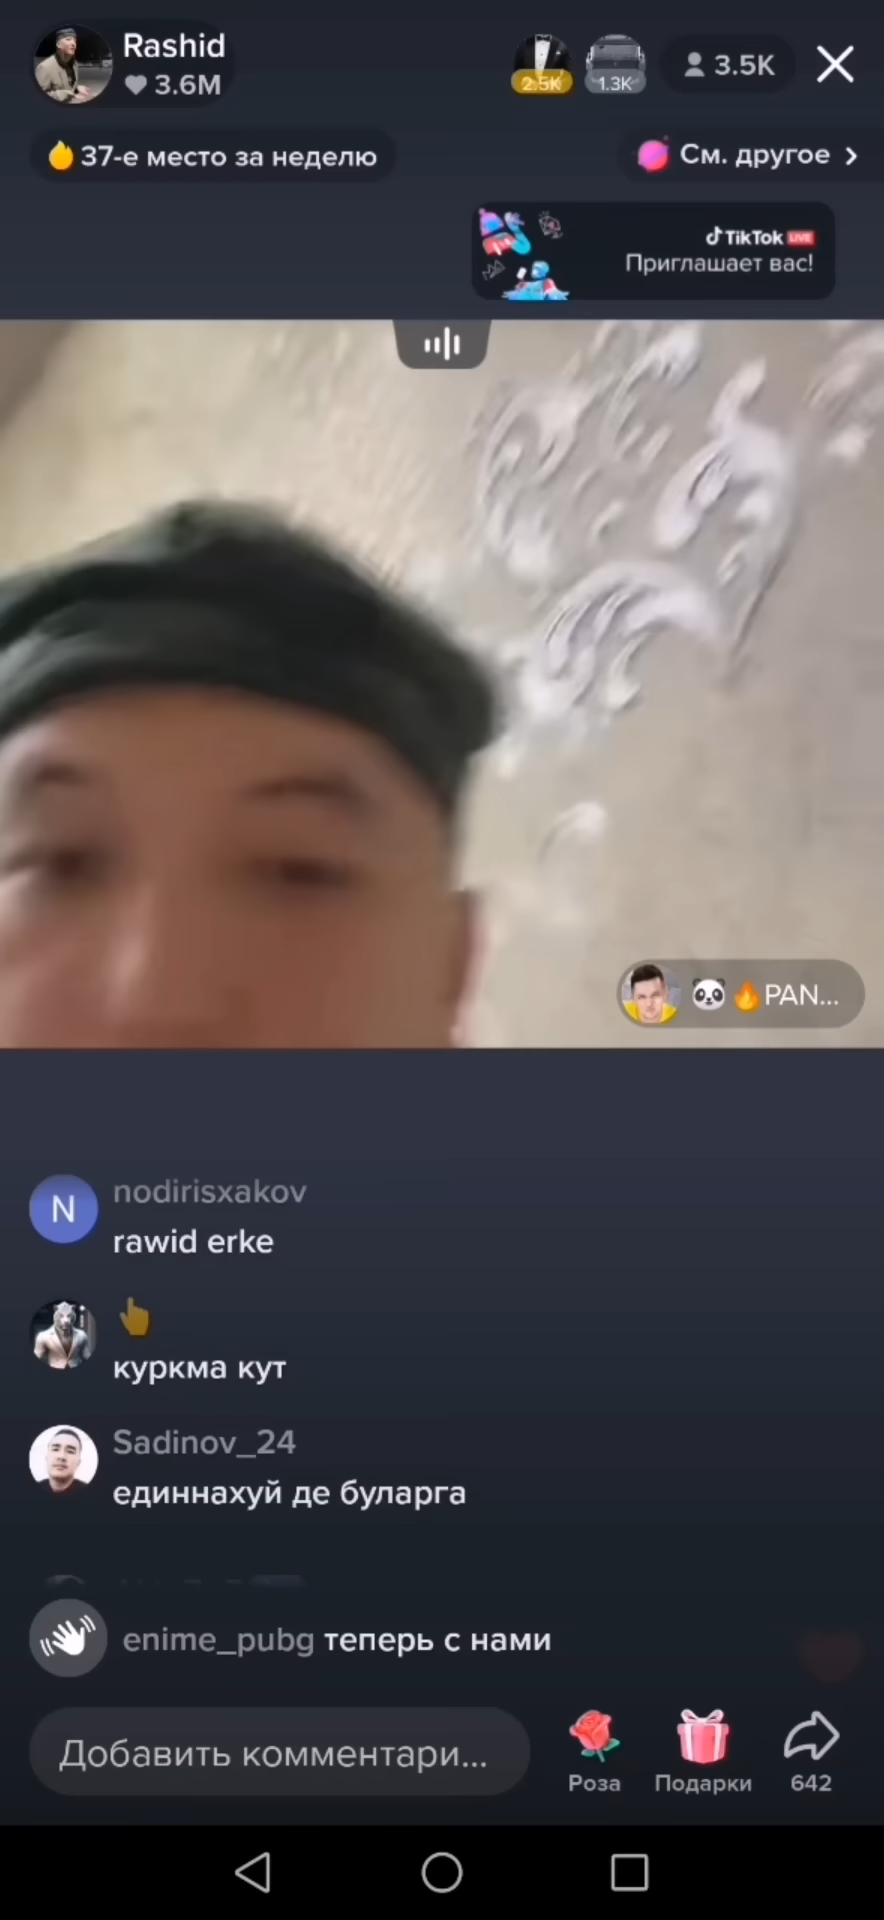 Rashid
3.6M
2.5K
1.3K
3.5K
37-е место за неделю
См. другое
TikTok LIVE
Приглашает вас!
PAN...
N
nodirisxakov
rawid erke
куркма кут
Sadinov_24
единнахуй де буларга
enime_pubg теперь с нами
Добавить комментари...
Роза
Подарки
642